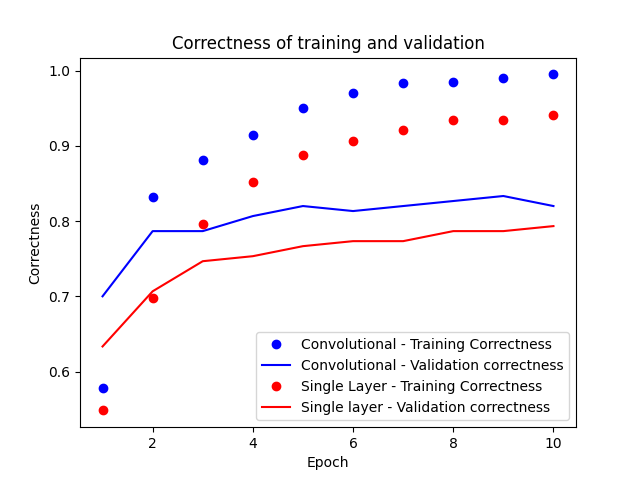 Correctness of training and validation
1.0
0.9
0.8
0.7
0.6
Correctness
Convolutional - Training Correctness
Convolutional - Validation correctness
Single Layer - Training Correctness
Single layer - Validation correctness
2 4 6 8 10
Epoch